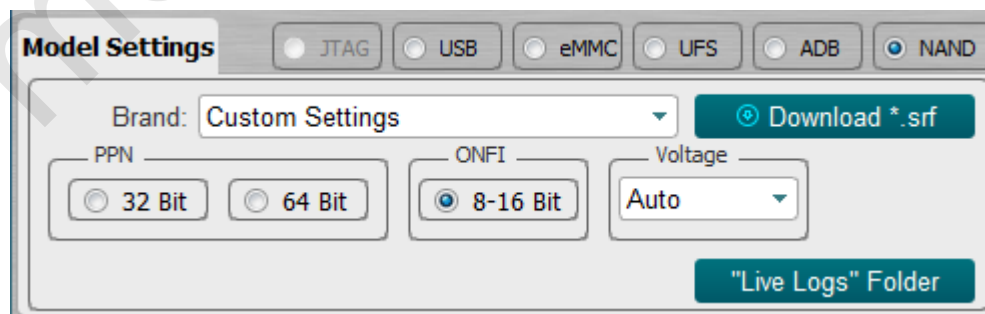 Model Settings JTAG USB eMMC UFS ADB NAND
Brand: Custom Settings Download *.srf
PPN ONFI Voltage
32 Bit 64 Bit 8-16 Bit Auto
"Live Logs" Folder